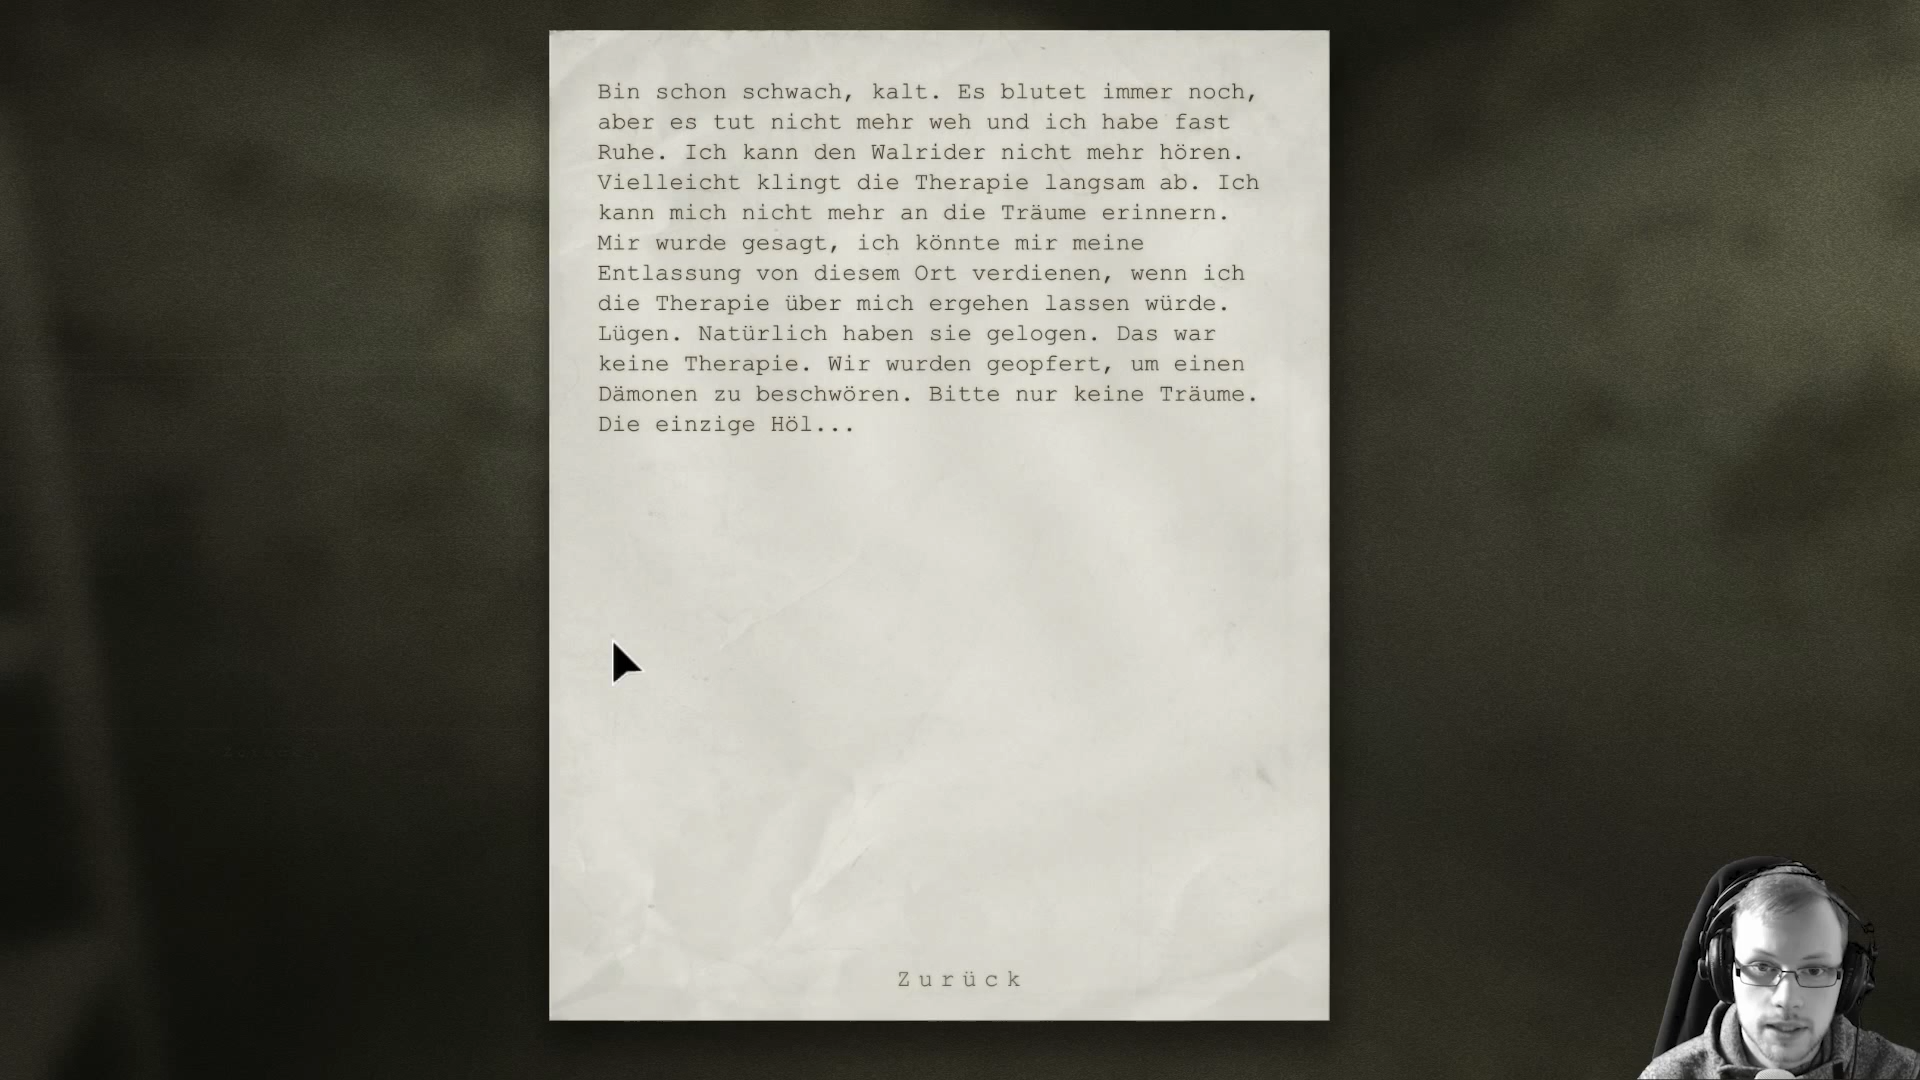 Bin schon schwach, kalt. Es blutet immer noch,
aber es tut nicht mehr weh und ich habe fast
Ruhe. Ich kann den Walrider nicht mehr hören.
Vielleicht klingt die Therapie langsam ab. Ich
kann mich nicht mehr an die Träume erinnern.
Mir wurde gesagt, ich könnte mir meine
Entlassung von diesem Ort verdienen, wenn ich
die Therapie über mich ergehen lassen würde.
Lügen. Natürlich haben sie gelogen. Das war
keine Therapie. Wir wurden geopfert, um einen
Dämonen zu beschwören. Bitte nur keine Träume.
Die einzige Höl...
Zurück